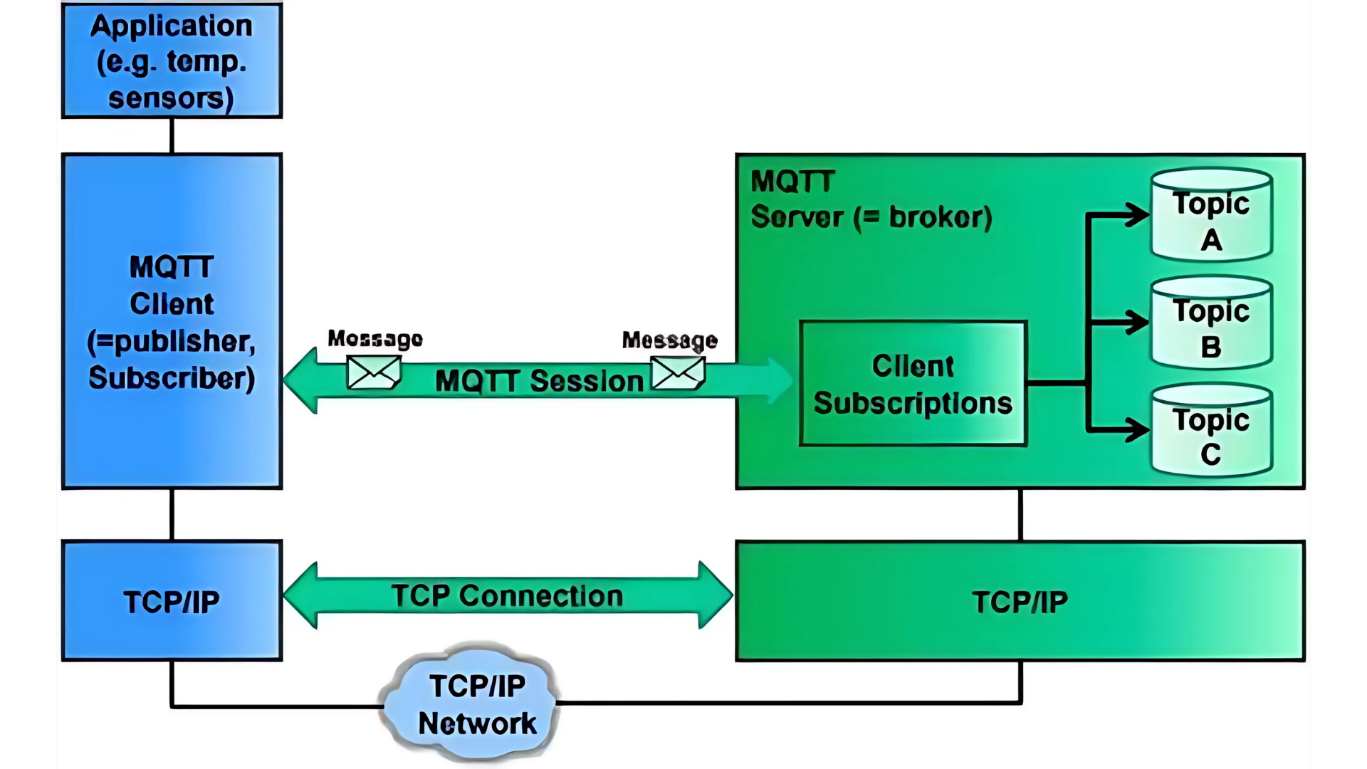 Application
(e.g. temp.
sensors)
MQTT
Client
(=publisher,
Subscriber)
Mossago
Message
MQTT Session
MQTT
Server (= broker)
Client
Subscriptions
Topic
A
Topic
B
Topic
C
TCP/IP
TCP Connection
TCP/IP
TCP/IP
Network